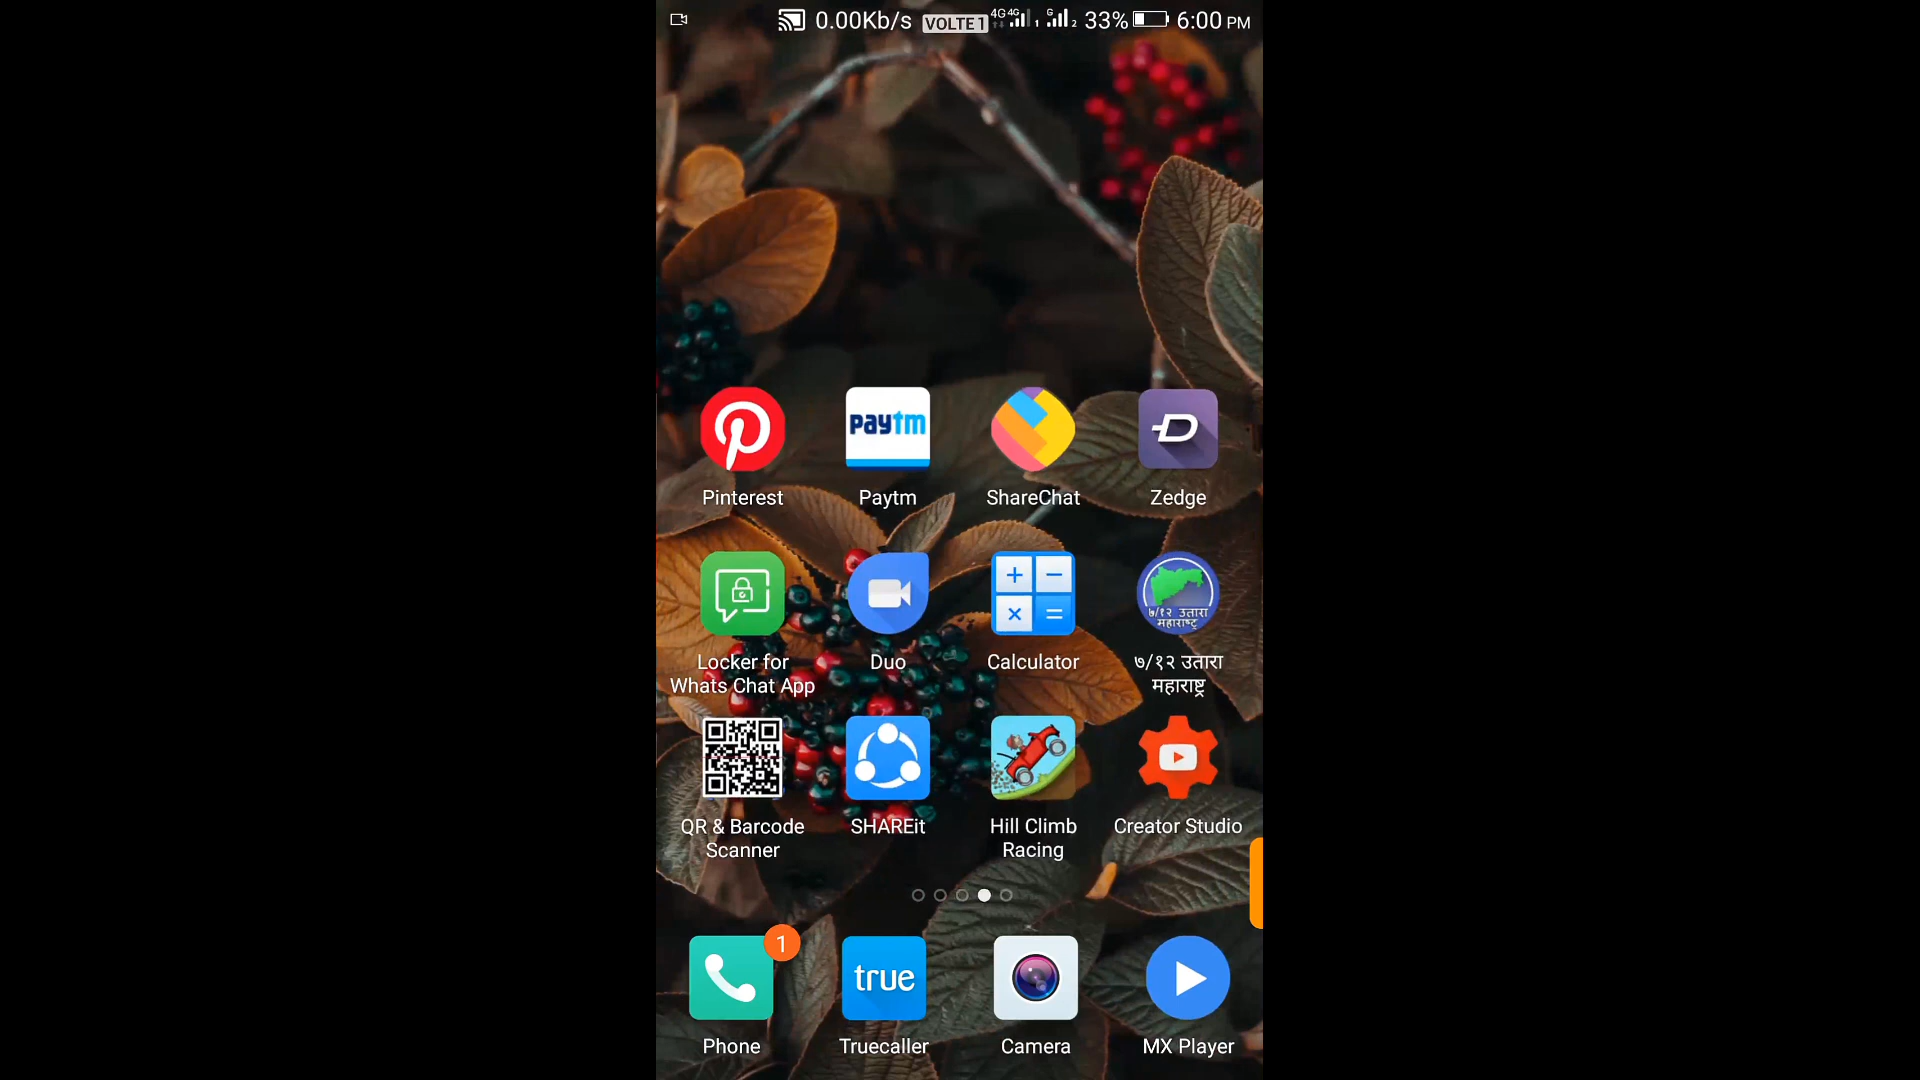 0.00Kb/s VOLTE 1 4G 4G 1 G 2 33% 6:00 PM
paytm
Pinterest Paytm ShareChat Zedge
७/१२ उतारा
महाराष्ट्र
Locker for Duo Calculator ७/१२ उतारा
Whats Chat App महाराष्ट्र
QR & Barcode SHAREit Hill Climb Creator Studio
Scanner Racing
1
true
Phone Truecaller Camera MX Player